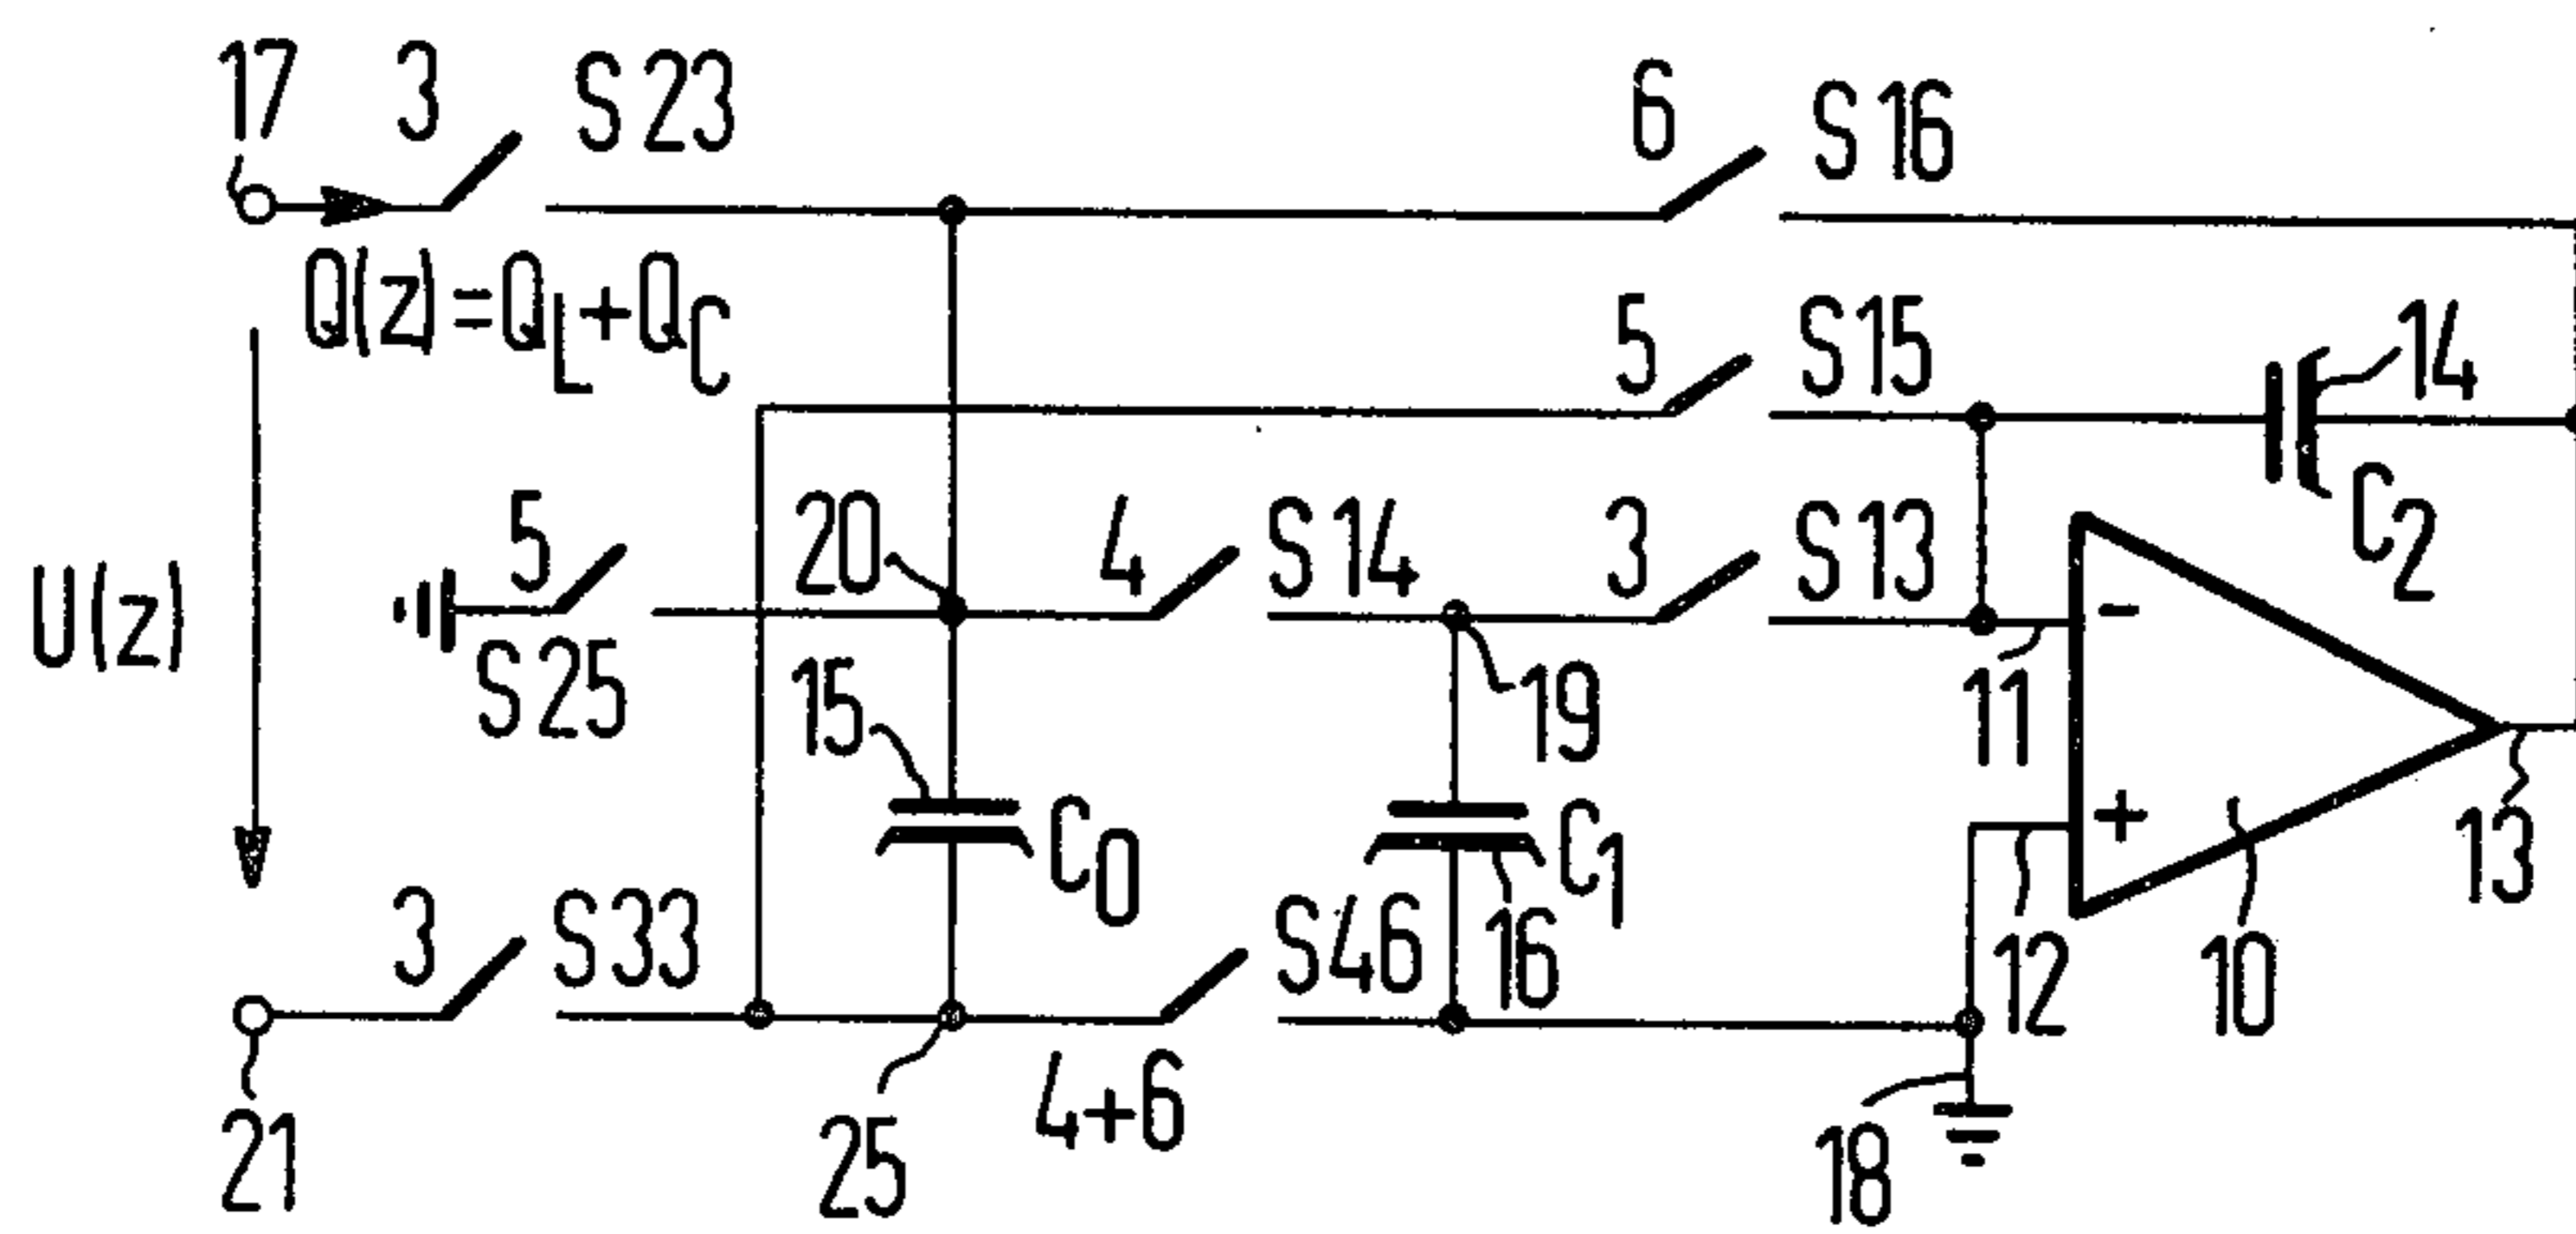 17 3 S23 6 S16
Q(z)=QL+QC
5 S15 14
C2
U(z) 5 S25 20 4 S14 3 S13 -
15 C0 19 11
C1 16 + 12 10 13
3 S33 S46
21 25 4+6 18